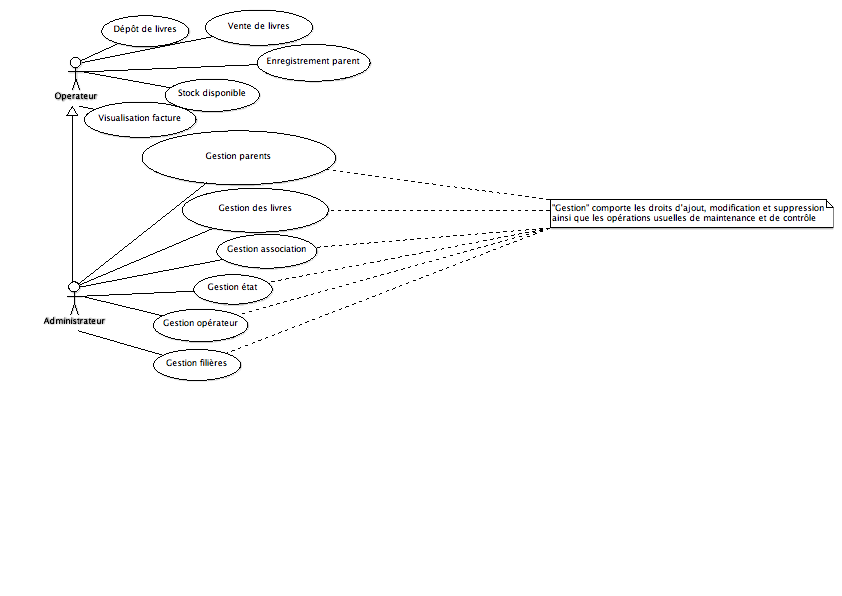 Dépôt de livres
Vente de livres
Enregistrement parent
Stock disponible
Operateur
Visualisation facture
Gestion parents
Gestion des livres
"Gestion" comporte les droits d'ajout, modification et suppression
ainsi que les opérations usuelles de maintenance et de contrôle
Gestion association
Gestion état
Administrateur
Gestion opérateur
Gestion filières